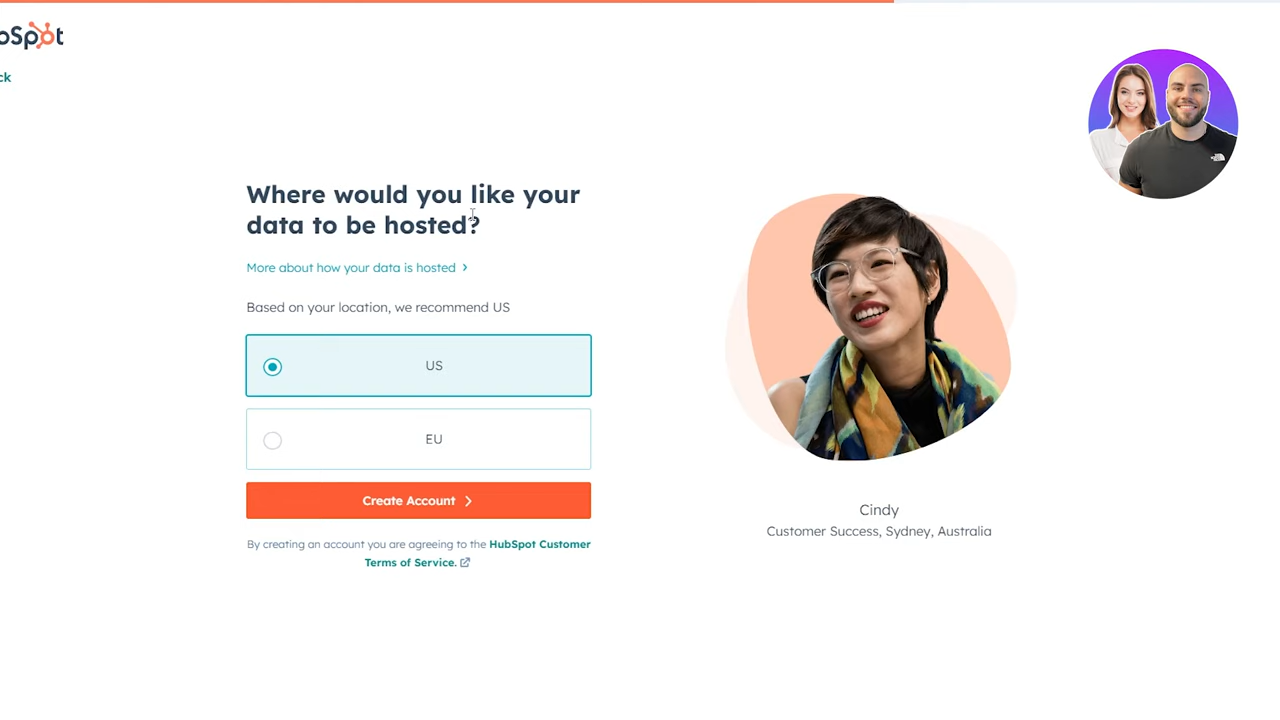 oSpot
ck
Where would you like your
data to be hosted?
More about how your data is hosted
Based on your location, we recommend US
US
EU
Create Account
By creating an account you are agreeing to the HubSpot Customer
Terms of Service.
Cindy
Customer Success, Sydney, Australia